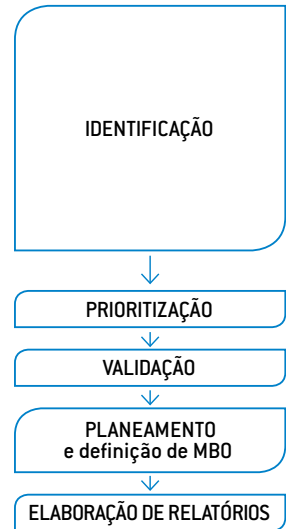 IDENTIFICAÇÃO
PRIORITIZAÇÃO
VALIDAÇÃO
PLANEAMENTO
e definição de MBO
ELABORAÇÃO DE RELATÓRIOS